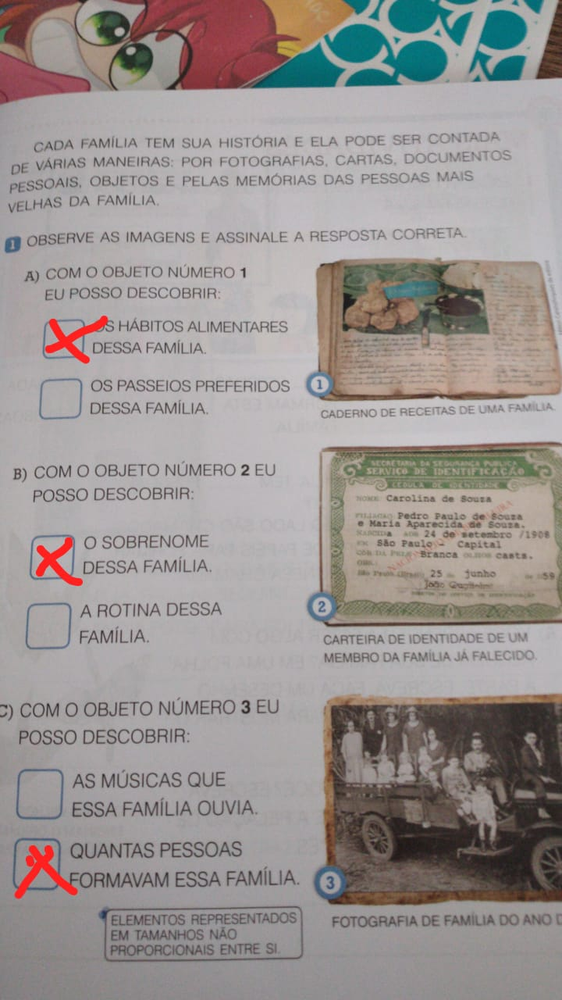 CADA FAMÍLIA TEM SUA HISTÓRIA E ELA PODE SER CONTADA
DE VÁRIAS MANEIRAS: POR FOTOGRAFIAS, CARTAS, DOCUMENTOS
PESSOAIS, OBJETOS E PELAS MEMÓRIAS DAS PESSOAS MAIS
VELHAS DA FAMÍLIA.
1 OBSERVE AS IMAGENS E ASSINALE A RESPOSTA CORRETA.
A) COM O OBJETO NÚMERO 1
EU POSSO DESCOBRIR:
OS HÁBITOS ALIMENTARES
DESSA FAMÍLIA.
OS PASSEIOS PREFERIDOS
DESSA FAMÍLIA.
1
CADERNO DE RECEITAS DE UMA FAMÍLIA.
B) COM O OBJETO NÚMERO 2 EU
POSSO DESCOBRIR:
O SOBRENOME
DESSA FAMÍLIA.
A ROTINA DESSA
FAMÍLIA.
SECRETARIA DA SEGURANÇA PUBLICA
SERVIÇO DE IDENTIFICAÇÃO
CEDULA DE IDENTIDADE
NOME: Carolina de Souza
FILIAÇÃO: Pedro Paulo de Souza
e Maria Aparecida de Souza.
NASCIDA AOS 24 de setembro /1908
EM São Paulo - Capital
CÔR DA PELE Branca OLHOS casts.
OBS.:
São Paulo (Brasil) 25 de junho de 59
2
CARTEIRA DE IDENTIDADE DE UM
MEMBRO DA FAMÍLIA JÁ FALECIDO.
C) COM O OBJETO NÚMERO 3 EU
POSSO DESCOBRIR:
AS MÚSICAS QUE
ESSA FAMÍLIA OUVIA.
QUANTAS PESSOAS
FORMAVAM ESSA FAMÍLIA.
3
FOTOGRAFIA DE FAMÍLIA DO ANO D
ELEMENTOS REPRESENTADOS
EM TAMANHOS NÃO
PROPORCIONAIS ENTRE SI.